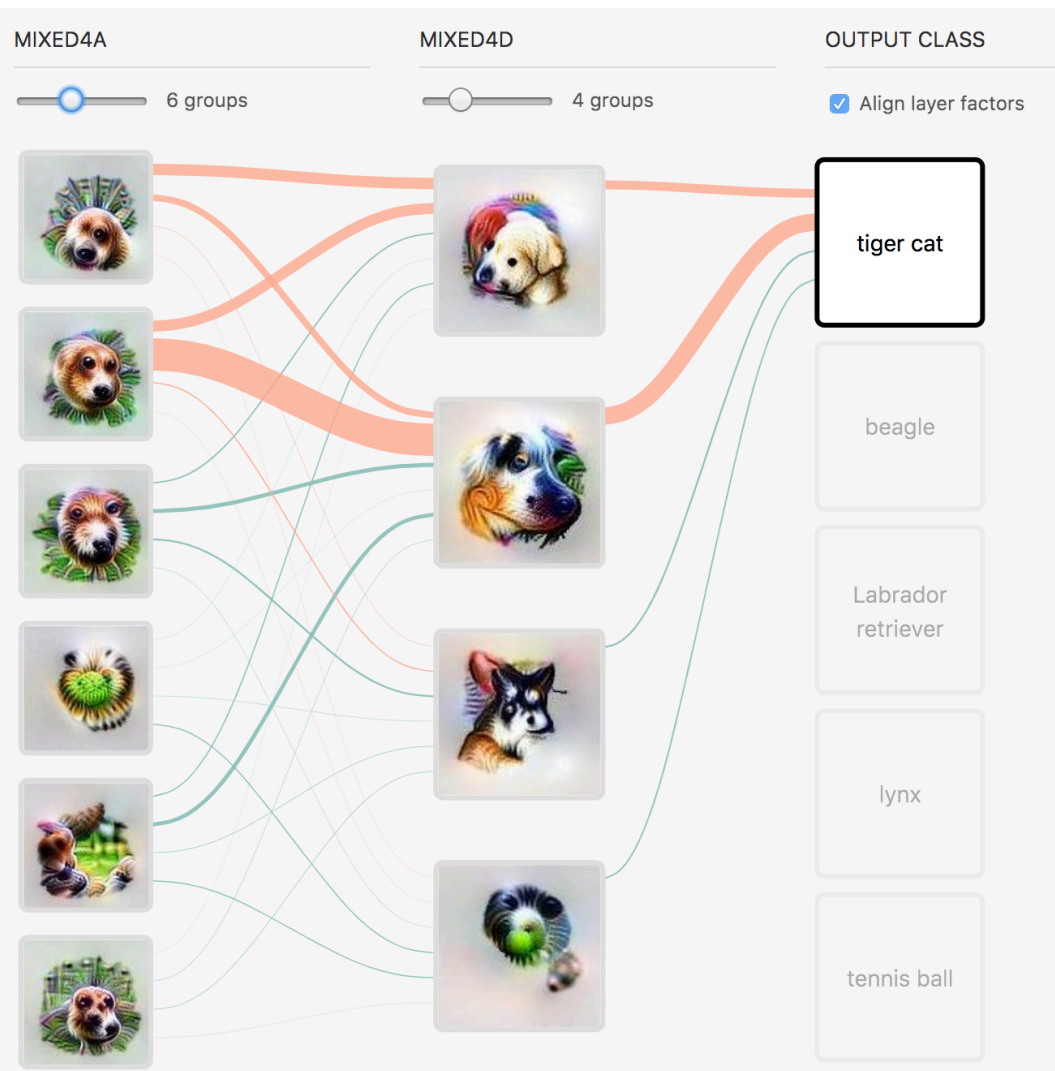 MIXED4A
MIXED4D
OUTPUT CLASS
6 groups
4 groups
Align layer factors
tiger cat
beagle
Labrador
retriever
lynx
tennis ball